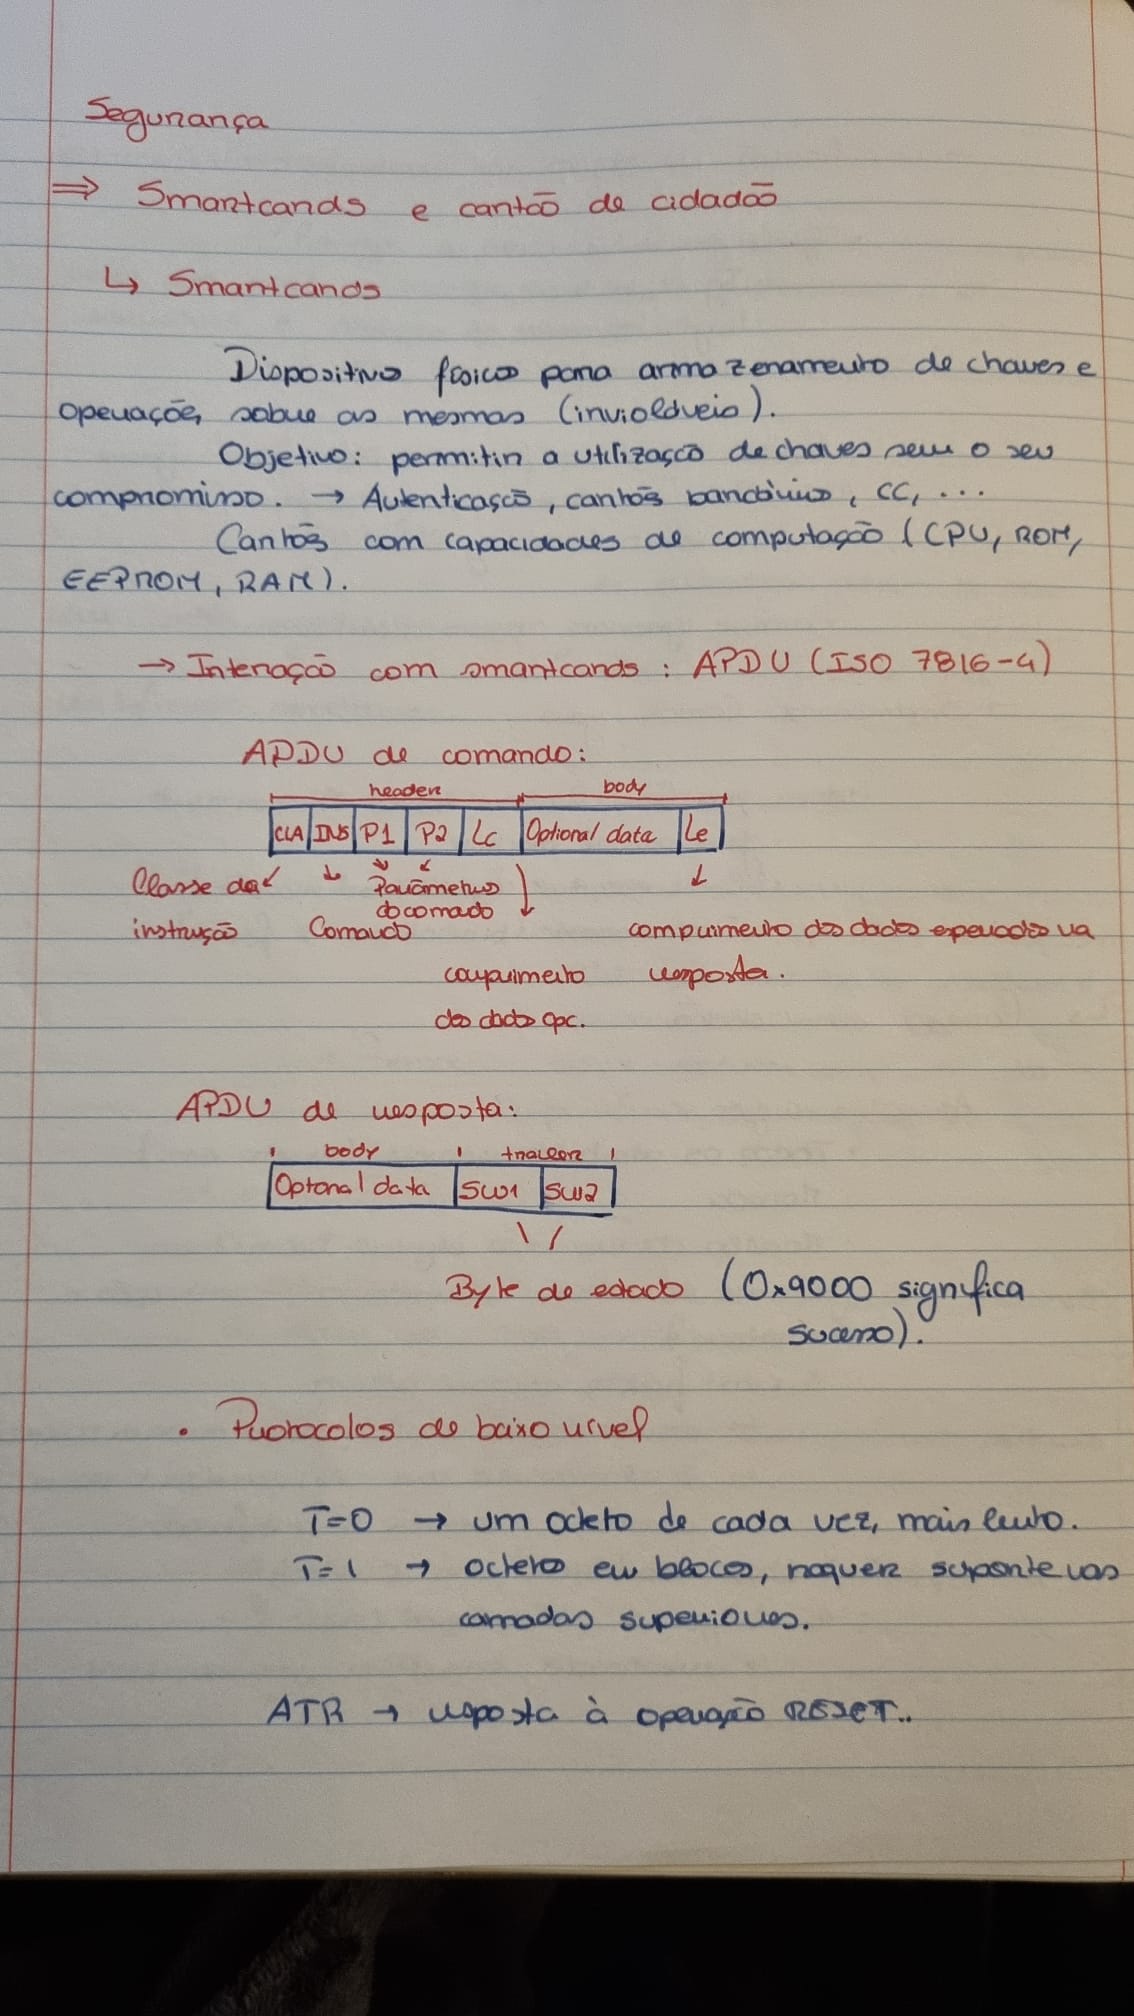 Segurança
⇒ Smartcards e cartão de cidadão
↳ Smartcards
Dispositivo físico para armazenamento de chaves e
operações sobre as mesmas (invioláveis).
Objetivo: permitir a utilização de chaves sem o seu
compromisso. → Autenticação, cartões bancários, CC, ...
Cartões com capacidades de computação (CPU, ROM,
EEPROM, RAM).
→ Interação com smartcards: APDU (ISO 7816-4)
APDU de comando:
header body
CLA INS P1 P2 Lc Optional data Le
Classe da Parâmetros
do comado
instrução Comando comprimento dos dados esperados na
comprimento resposta.
dos dados opc.
APDU de resposta:
body trailer
Optonal data SW1 SW2
Byte de estado (0x9000 significa
sucesso).
• Protocolos de baixo nível
T=0 → um octeto de cada vez, mais lento.
T=1 → octetos em blocos, requer suporte nas
camadas superiores.
ATR → resposta à operação RESET..